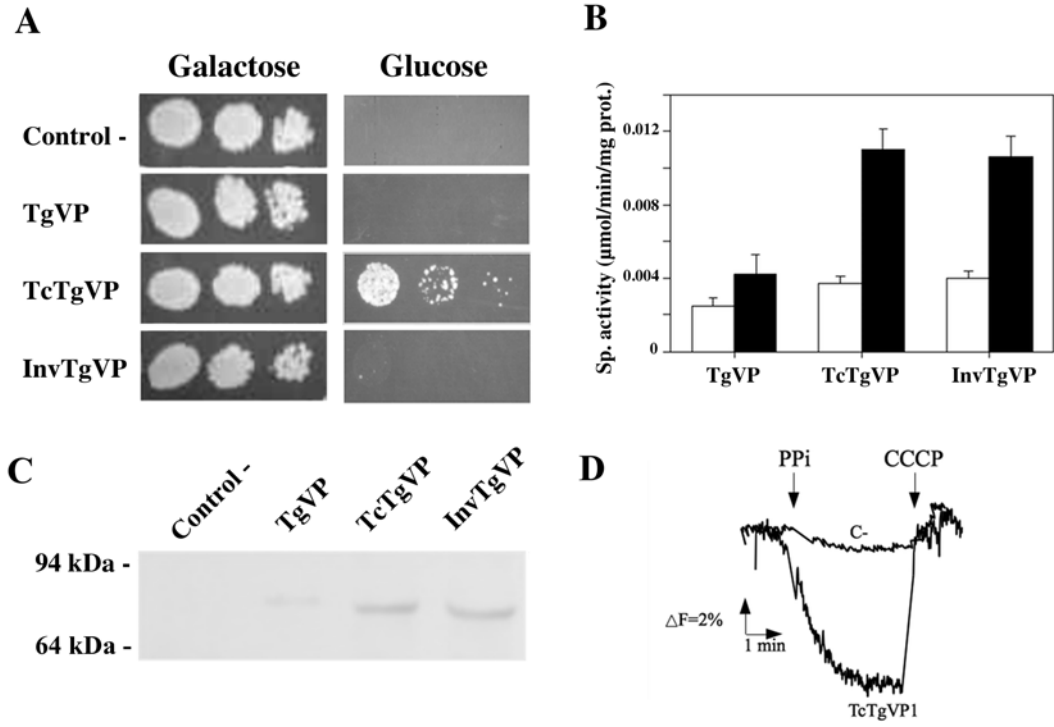 A
Galactose Glucose
Control -
TgVP
TcTgVP
InvTgVP
B
Sp. activity (μmol/min/mg prot.)
0.012
0.008
0.004
0
TgVP TcTgVP InvTgVP
C
Control - TgVP TcTgVP InvTgVP
94 kDa -
64 kDa -
D
PPi CCCP
C-
△F=2%
1 min
TcTgVP1